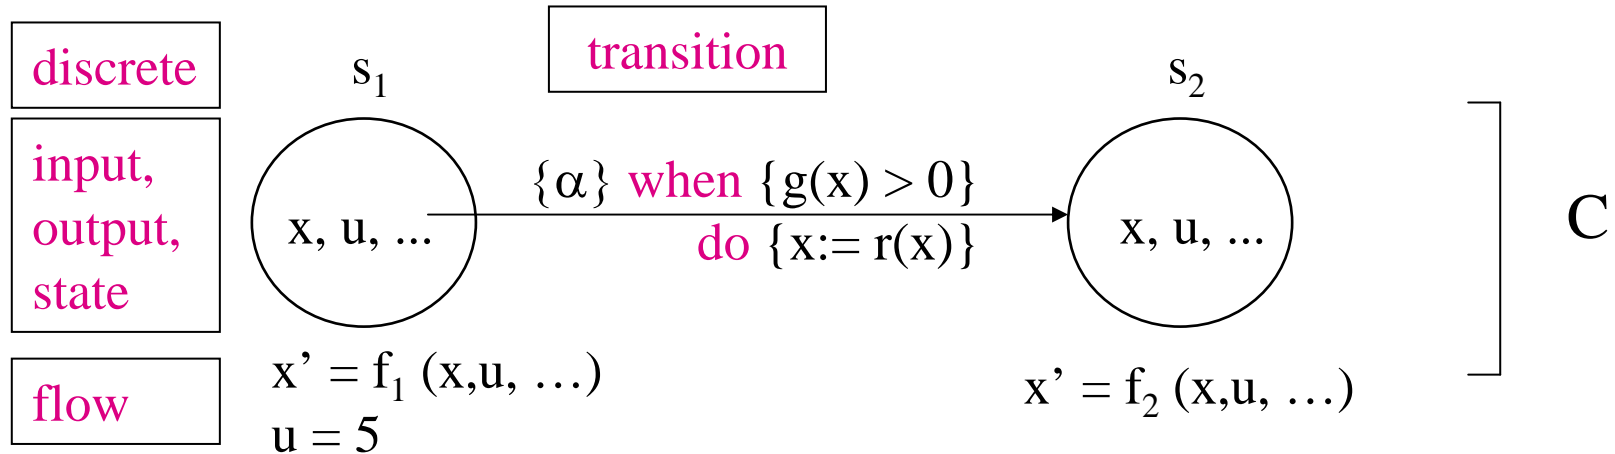 discrete
s₁
transition
s₂
input,
output,
state
x, u, ...
{α} when {g(x) > 0}
do {x:= r(x)}
x, u, ...
C
flow
x’ = f₁ (x,u, …)
u = 5
x’ = f₂ (x,u, …)